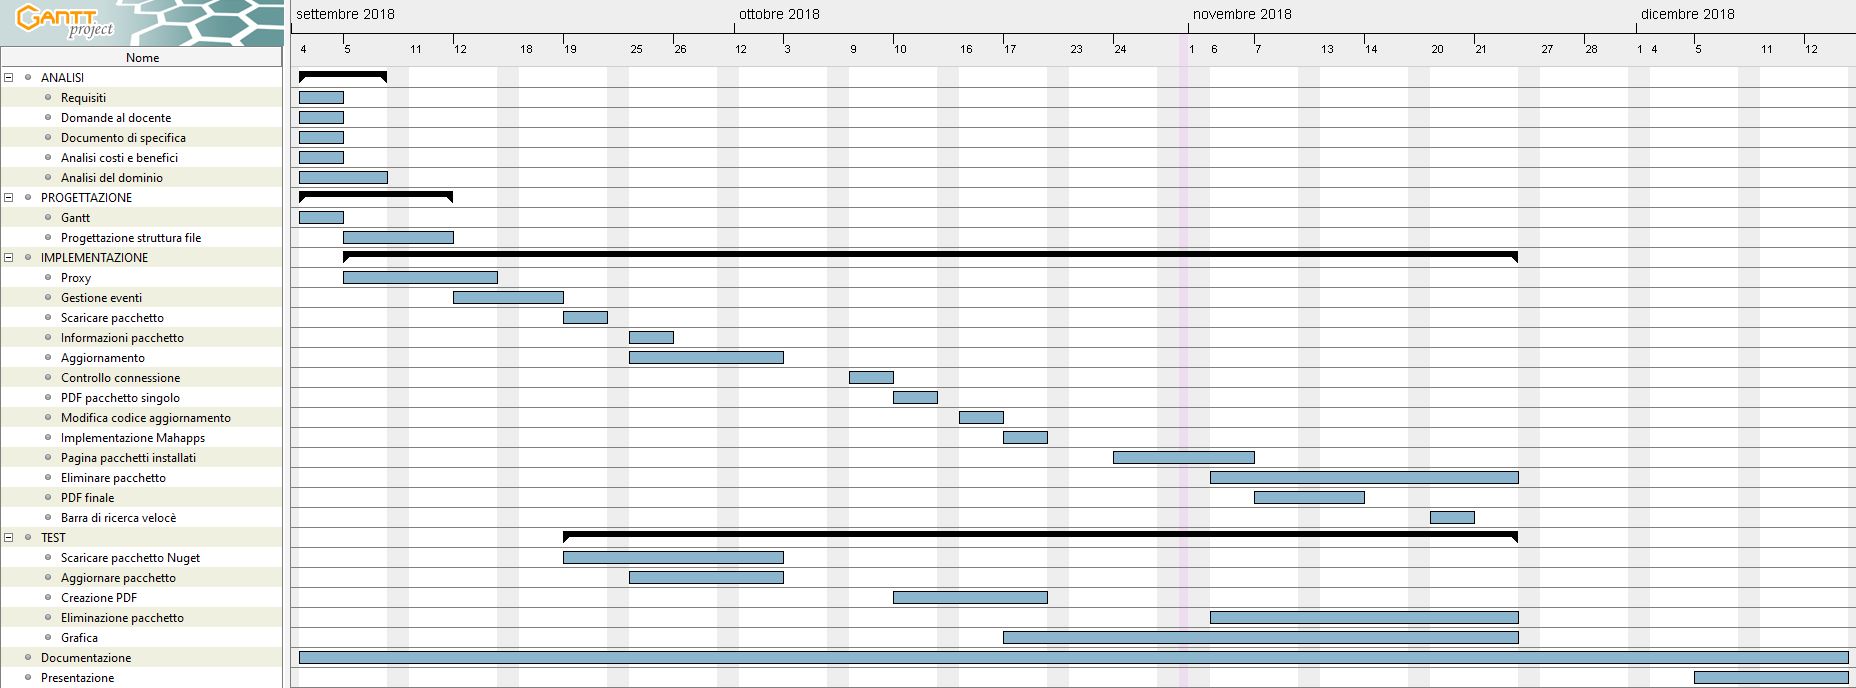 GANTT
project
settembre 2018 ottobre 2018 novembre 2018 dicembre 2018
4 5 11 12 18 19 25 26 12 3 9 10 16 17 23 24 1 6 7 13 14 20 21 27 28 1 4 5 11 12
Nome
ANALISI
Requisiti
Domande al docente
Documento di specifica
Analisi costi e benefici
Analisi del dominio
PROGETTAZIONE
Gantt
Progettazione struttura file
IMPLEMENTAZIONE
Proxy
Gestione eventi
Scaricare pacchetto
Informazioni pacchetto
Aggiornamento
Controllo connessione
PDF pacchetto singolo
Modifica codice aggiornamento
Implementazione Mahapps
Pagina pacchetti installati
Eliminare pacchetto
PDF finale
Barra di ricerca velocè
TEST
Scaricare pacchetto Nuget
Aggiornare pacchetto
Creazione PDF
Eliminazione pacchetto
Grafica
Documentazione
Presentazione